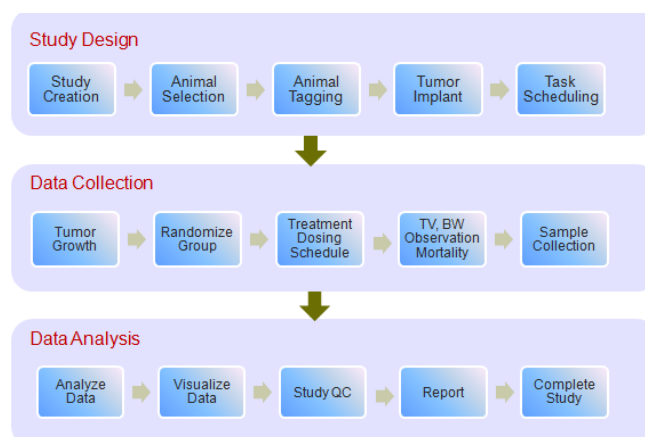 Study Design
Study
Creation
Animal
Selection
Animal
Tagging
Tumor
Implant
Task
Scheduling
Data Collection
Tumor
Growth
Randomize
Group
Treatment
Dosing
Schedule
TV, BW
Observation
Mortality
Sample
Collection
Data Analysis
Analyze
Data
Visualize
Data
Study QC
Report
Complete
Study